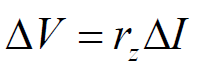 ΔV = r_z ΔI